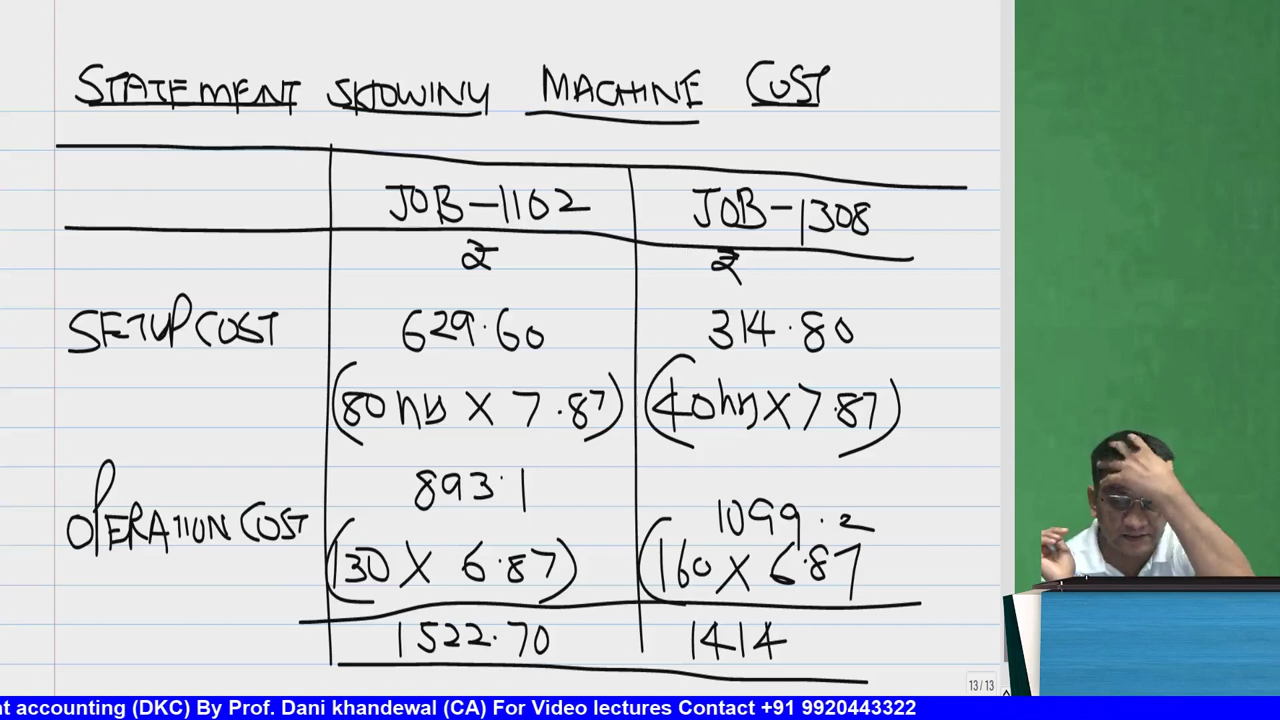 STATEMENT SHOWINY MACHINE COST
JOB-1102 JOB-1308
₹ ₹
SETUP COST 629.60 314.80
(80 hrs X 7.87) (40 hrs X 7.87)
OPERATION COST 893.1 1099.2
(130 X 6.87) (160 X 6.87
1522.70 1414
13/13
nt accounting (DKC) By Prof. Dani khandewal (CA) For Video lectures Contact +91 9920443322